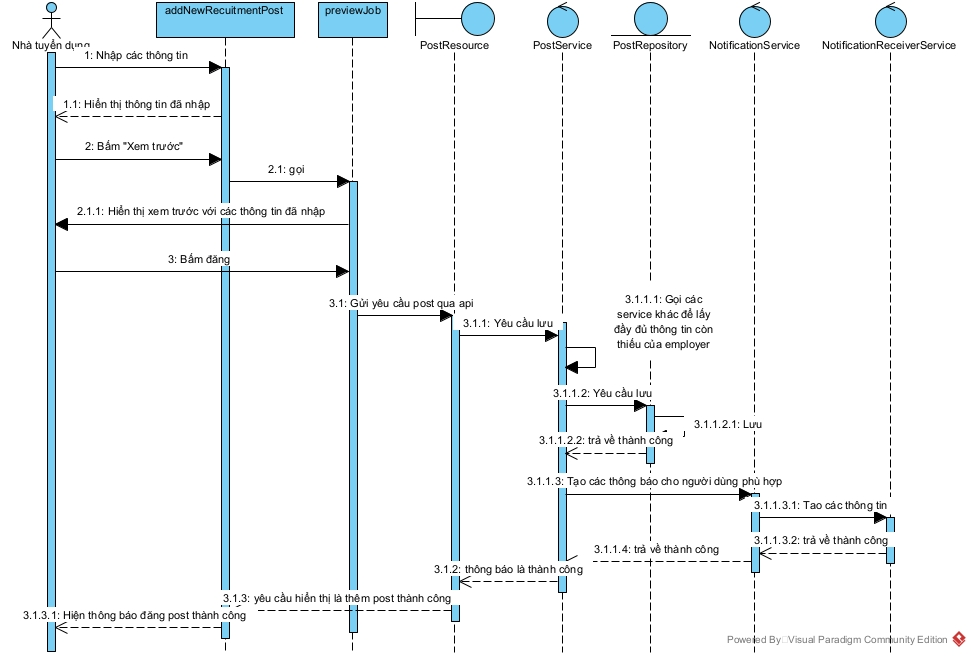 addNewRecuitmentPost
previewJob
Nhà tuyển dụng
PostResource
PostService
PostRepository
NotificationService
NotificationReceiverService
1: Nhập các thông tin
1.1: Hiển thị thông tin đã nhập
2: Bấm "Xem trước"
2.1: gọi
2.1.1: Hiển thị xem trước với các thông tin đã nhập
3: Bấm đăng
3.1: Gửi yêu cầu post qua api
3.1.1: Yêu cầu lưu
3.1.1.1: Gọi các
service khác để lấy
đầy đủ thông tin còn
thiếu của employer
3.1.1.2: Yêu cầu lưu
3.1.1.2.1: Lưu
3.1.1.2.2: trả về thành công
3.1.1.3: Tạo các thông báo cho người dùng phù hợp
3.1.1.3.1: Tao các thông tin
3.1.1.3.2: trả về thành công
3.1.1.4: trả về thành công
3.1.2: thông báo là thành công
3.1.3: yêu cầu hiển thị là thêm post thành công
3.1.3.1: Hiện thông báo đăng post thành công
Powered By Visual Paradigm Community Edition